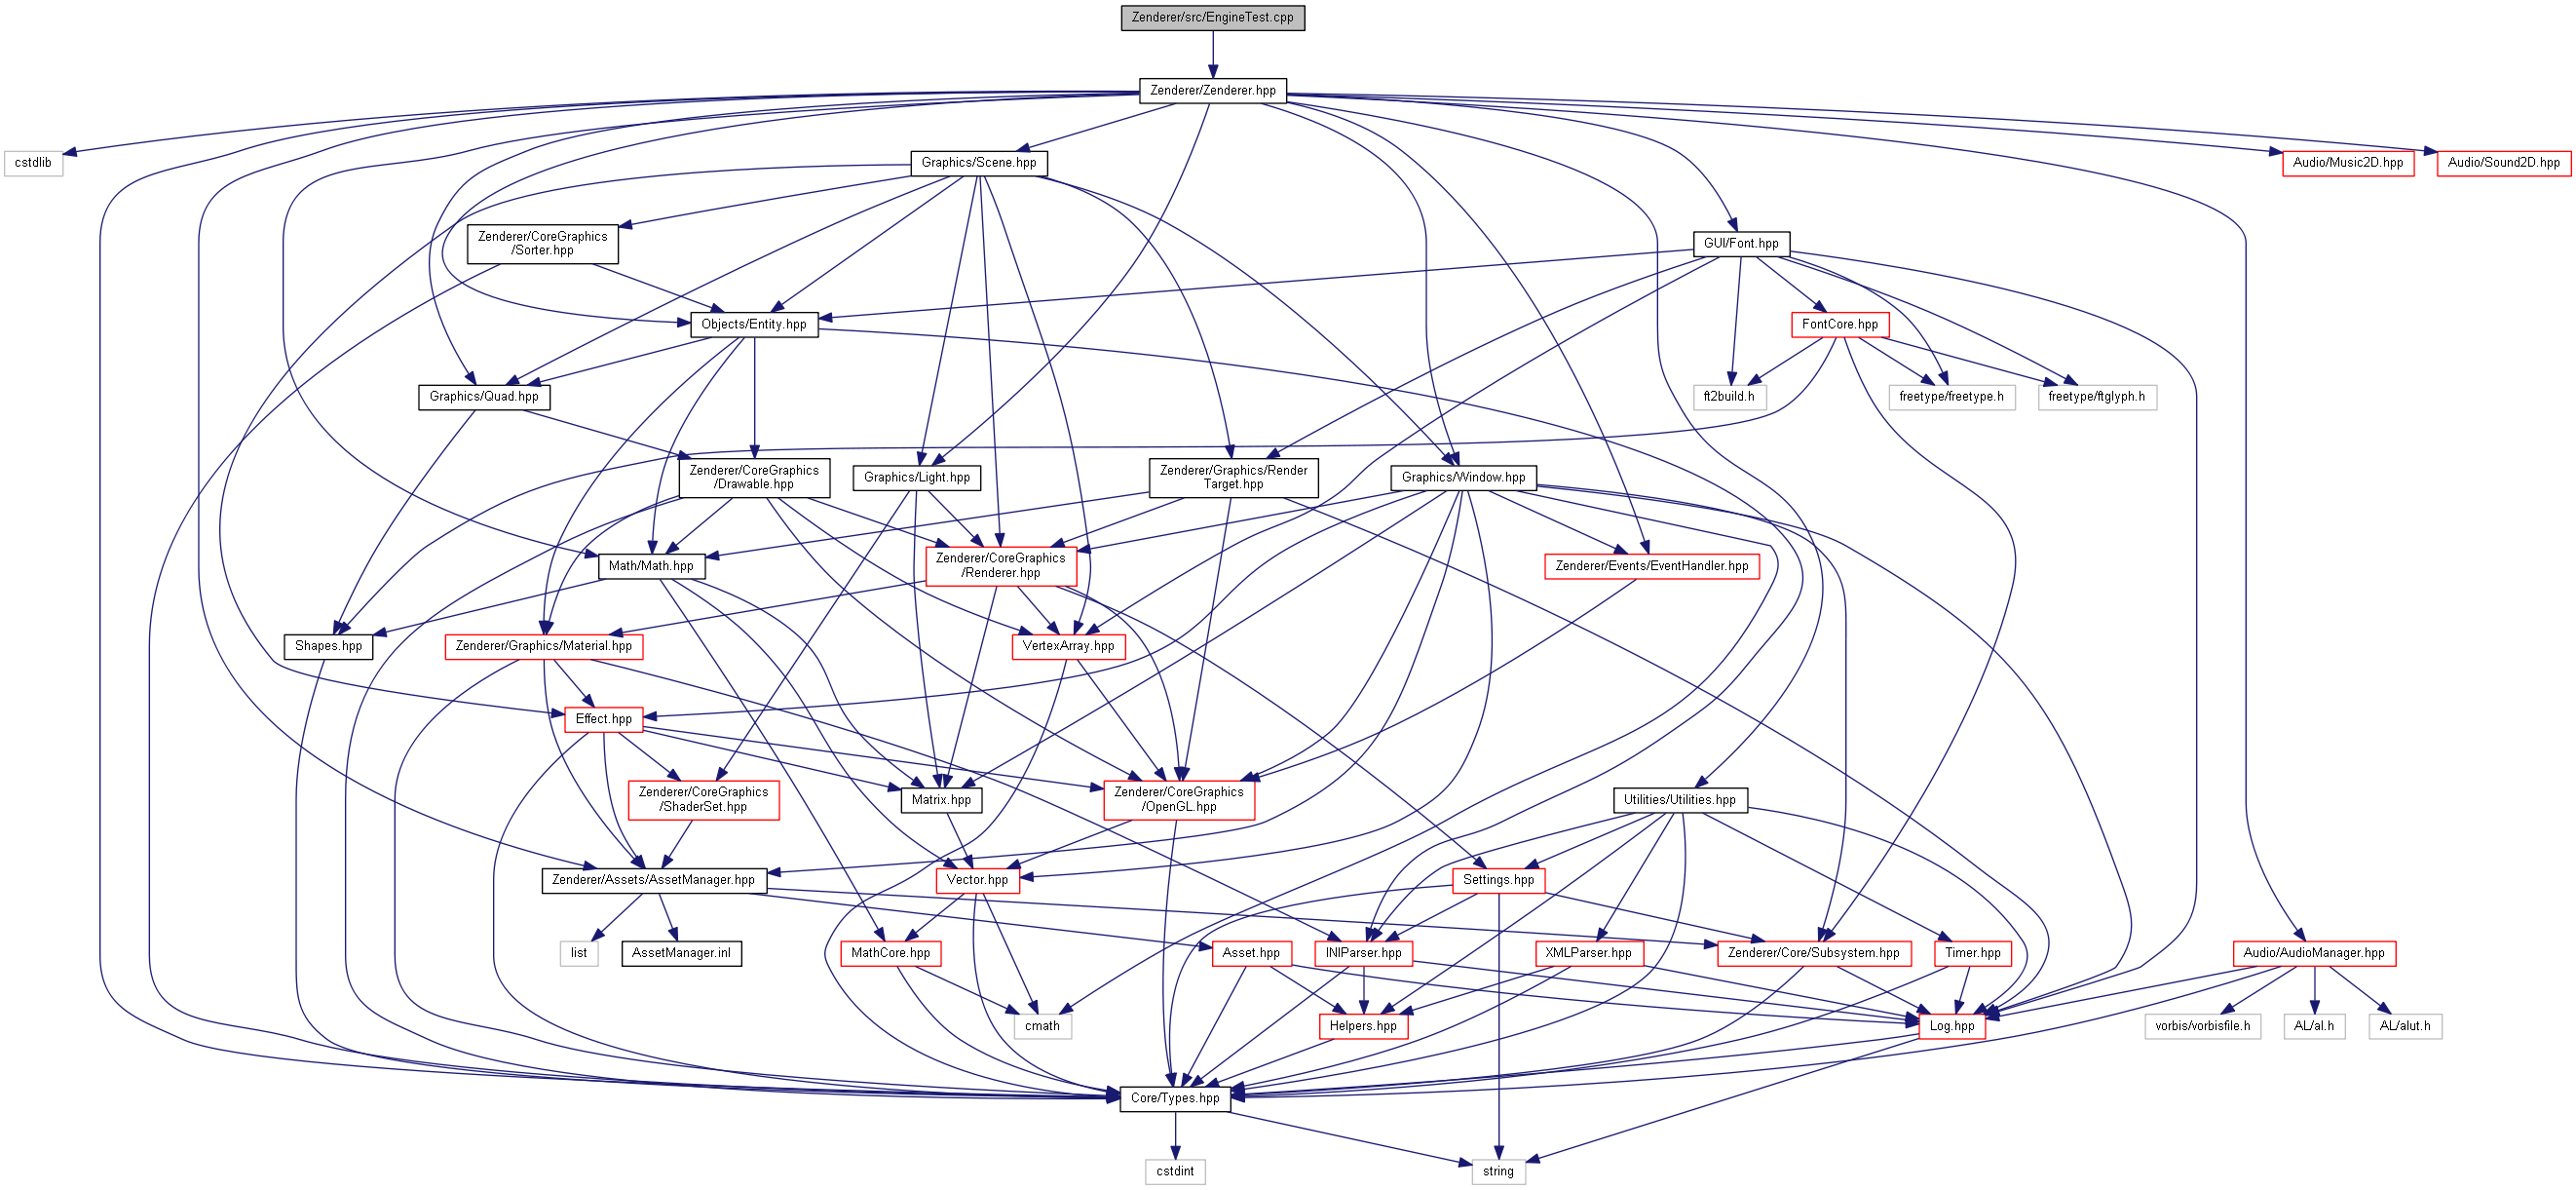 Zenderer/src/EngineTest.cpp
Zenderer/Zenderer.hpp
cstdlib
Graphics/Scene.hpp
Audio/Music2D.hpp
Audio/Sound2D.hpp
Zenderer/CoreGraphics
/Sorter.hpp
GUI/Font.hpp
Objects/Entity.hpp
FontCore.hpp
Graphics/Quad.hpp
ft2build.h
freetype/freetype.h
freetype/ftglyph.h
Zenderer/CoreGraphics
/Drawable.hpp
Graphics/Light.hpp
Zenderer/Graphics/Render
Target.hpp
Graphics/Window.hpp
Math/Math.hpp
Zenderer/CoreGraphics
/Renderer.hpp
Zenderer/Events/EventHandler.hpp
Shapes.hpp
Zenderer/Graphics/Material.hpp
VertexArray.hpp
Effect.hpp
Zenderer/CoreGraphics
/ShaderSet.hpp
Matrix.hpp
Zenderer/CoreGraphics
/OpenGL.hpp
Utilities/Utilities.hpp
Zenderer/Assets/AssetManager.hpp
Vector.hpp
Settings.hpp
list
AssetManager.inl
MathCore.hpp
Asset.hpp
INIParser.hpp
XMLParser.hpp
Zenderer/Core/Subsystem.hpp
Timer.hpp
Audio/AudioManager.hpp
cmath
Helpers.hpp
Log.hpp
vorbis/vorbisfile.h
AL/al.h
AL/alut.h
Core/Types.hpp
cstdint
string